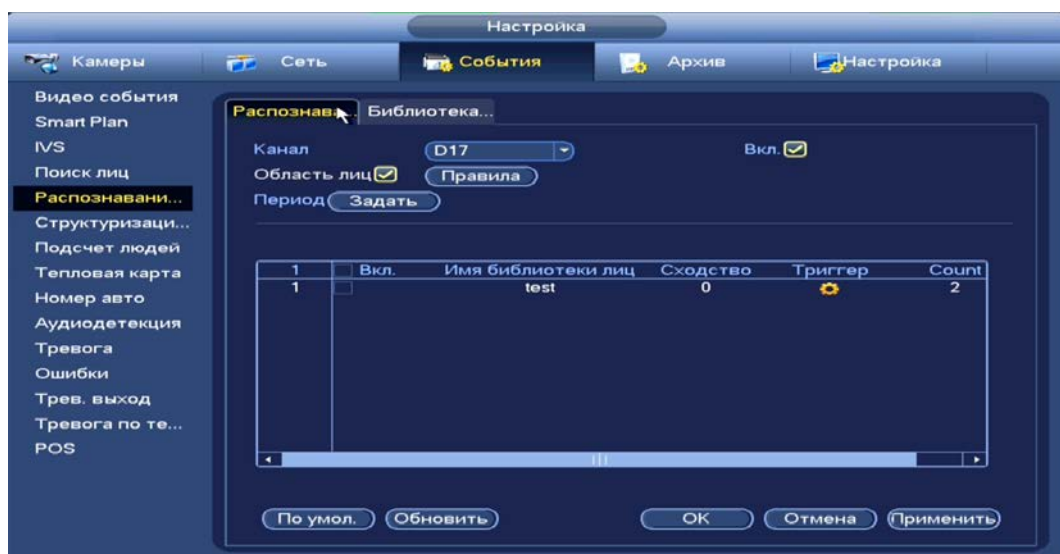 Настройка
Камеры Сеть События Архив Настройка
Видео события
Smart Plan
IVS
Поиск лиц
Распознавани...
Структуризаци...
Подсчет людей
Тепловая карта
Номер авто
Аудиодетекция
Тревога
Ошибки
Трев. выход
Тревога по те...
POS
Распознава... Библиотека...
Канал D17 Вкл.
Область лиц Правила
Период Задать
1 Вкл. Имя библиотеки лиц Сходство Триггер Count
1 test 0 2
По умол. Обновить OK Отмена Применить